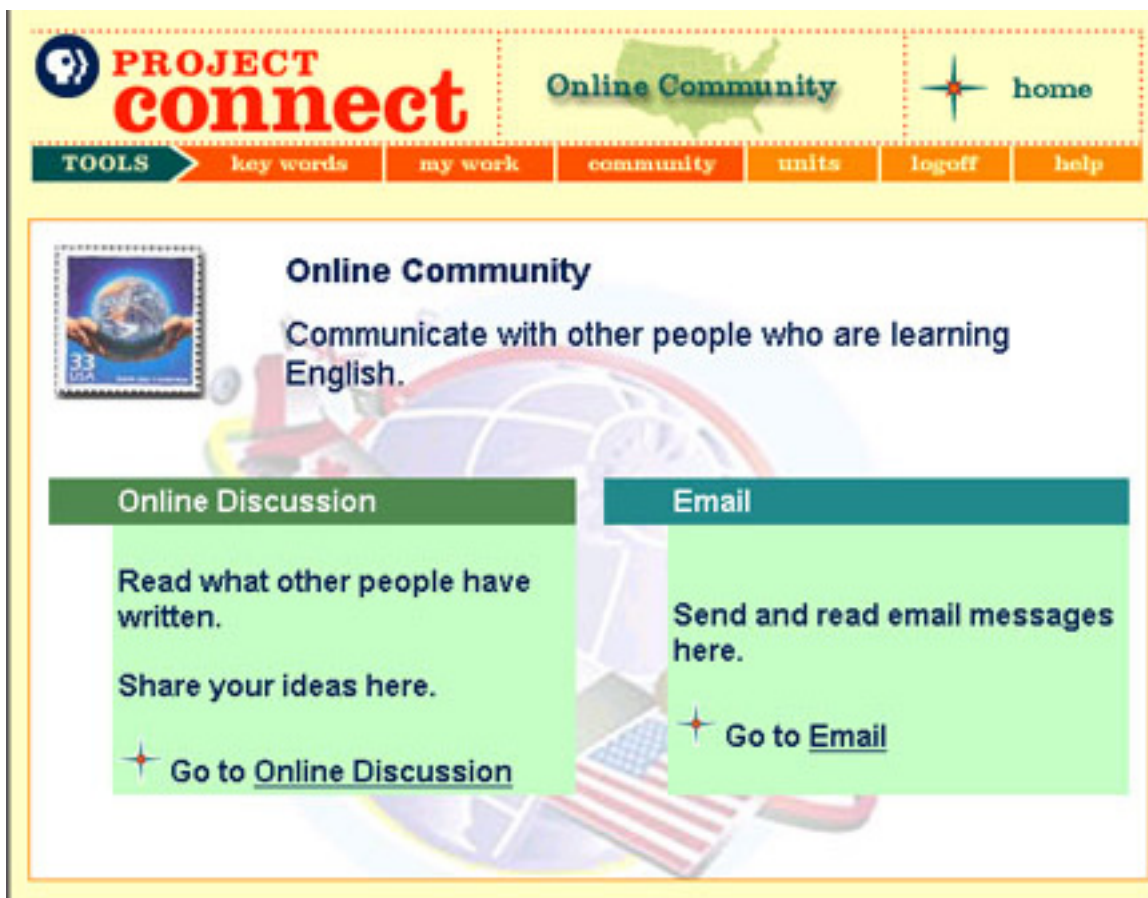 PROJECT
connect
Online Community
home
TOOLS
key words
my work
community
units
logoff
help
33
USA
Online Community
Communicate with other people who are learning
English.
Online Discussion
Read what other people have
written.
Share your ideas here.
Go to Online Discussion
Email
Send and read email messages
here.
Go to Email